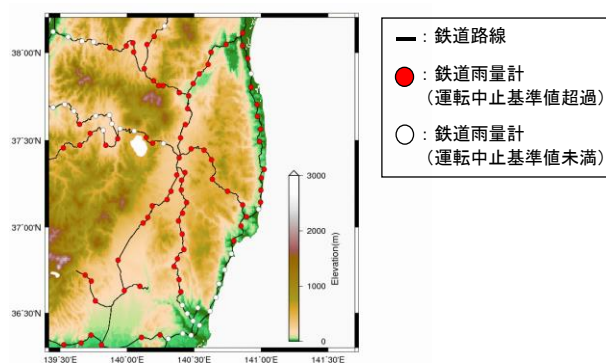 38°00'N
37°30'N
37°00'N
36°30'N
139°30'E
140°00'E
140°30'E
141°00'E
141°30'E
3000
2000
1000
0
Elevation(m)
：鉄道路線
：鉄道雨量計
（運転中止基準値超過）
：鉄道雨量計
（運転中止基準値未満）